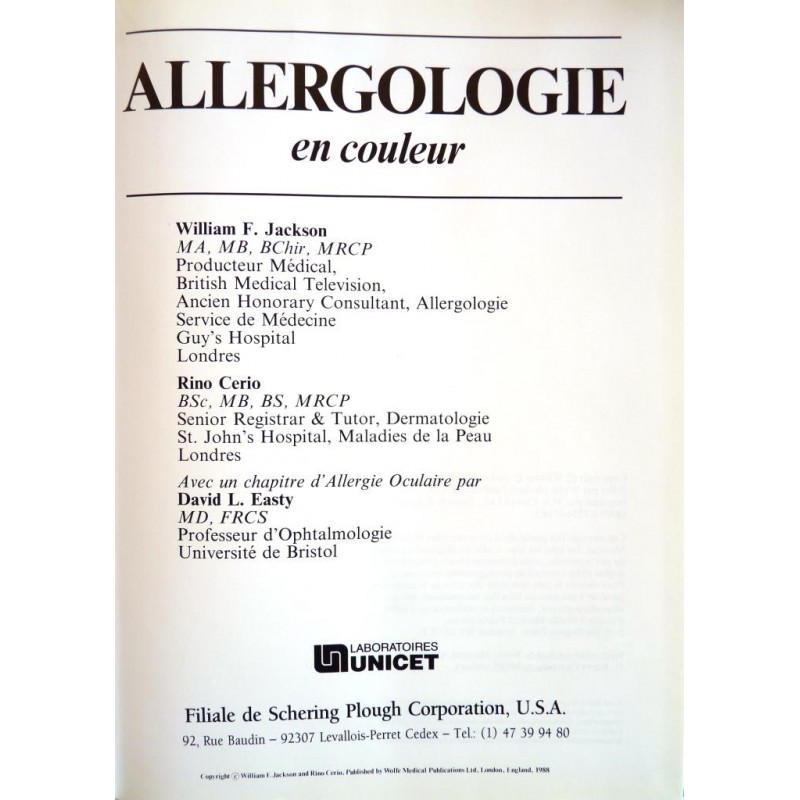 ALLERGOLOGIE
en couleur
William F. Jackson
MA, MB, BChir, MRCP
Producteur Médical,
British Medical Television,
Ancien Honorary Consultant, Allergologie
Service de Médecine
Guy's Hospital
Londres
Rino Cerio
BSc, MB, BS, MRCP
Senior Registrar & Tutor, Dermatologie
St. John's Hospital, Maladies de la Peau
Londres
Avec un chapitre d'Allergie Oculaire par
David L. Easty
MD, FRCS
Professeur d'Ophtalmologie
Université de Bristol
LABORATOIRES
UNICET
Filiale de Schering Plough Corporation, U.S.A.
92, Rue Baudin – 92307 Levallois-Perret Cedex – Tel.: (1) 47 39 94 80
Copyright © William F. Jackson and Rino Cerio, Published by Wolfe Medical Publications Ltd, London, England, 1988